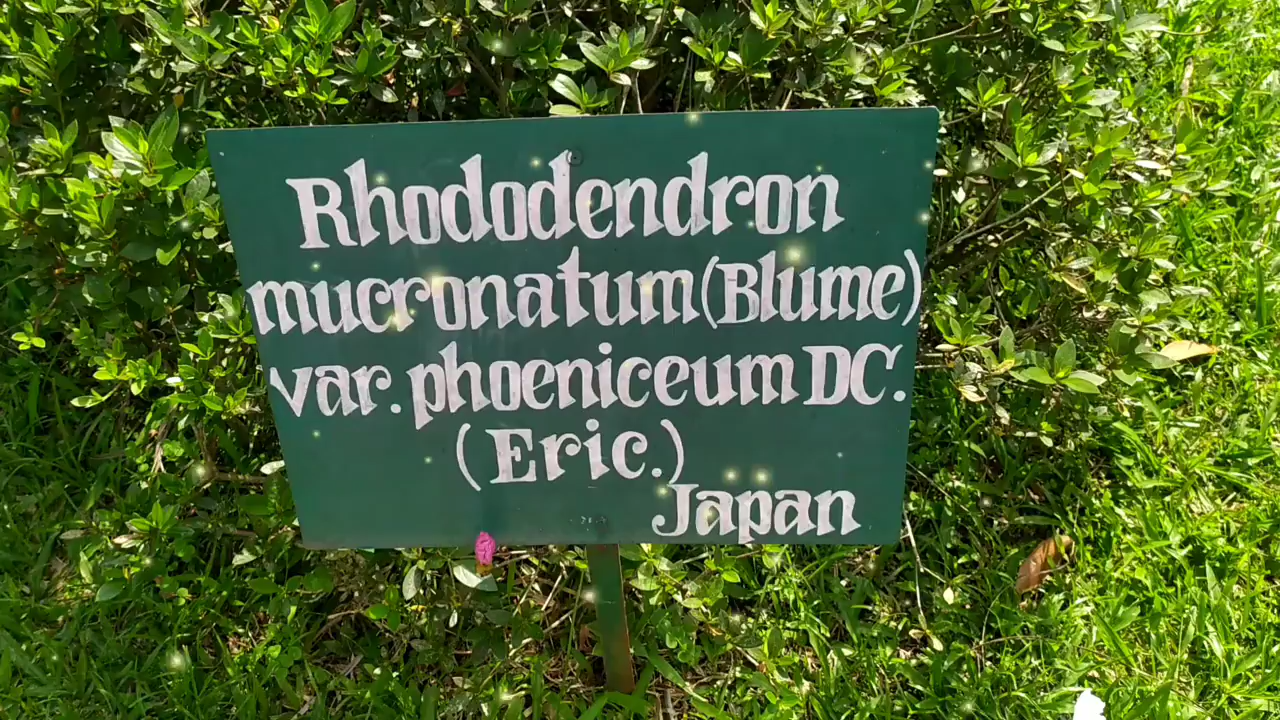 Rhododendron
mucronatum (Blume)
var. phoeniceum DC.
(Eric.)
Japan